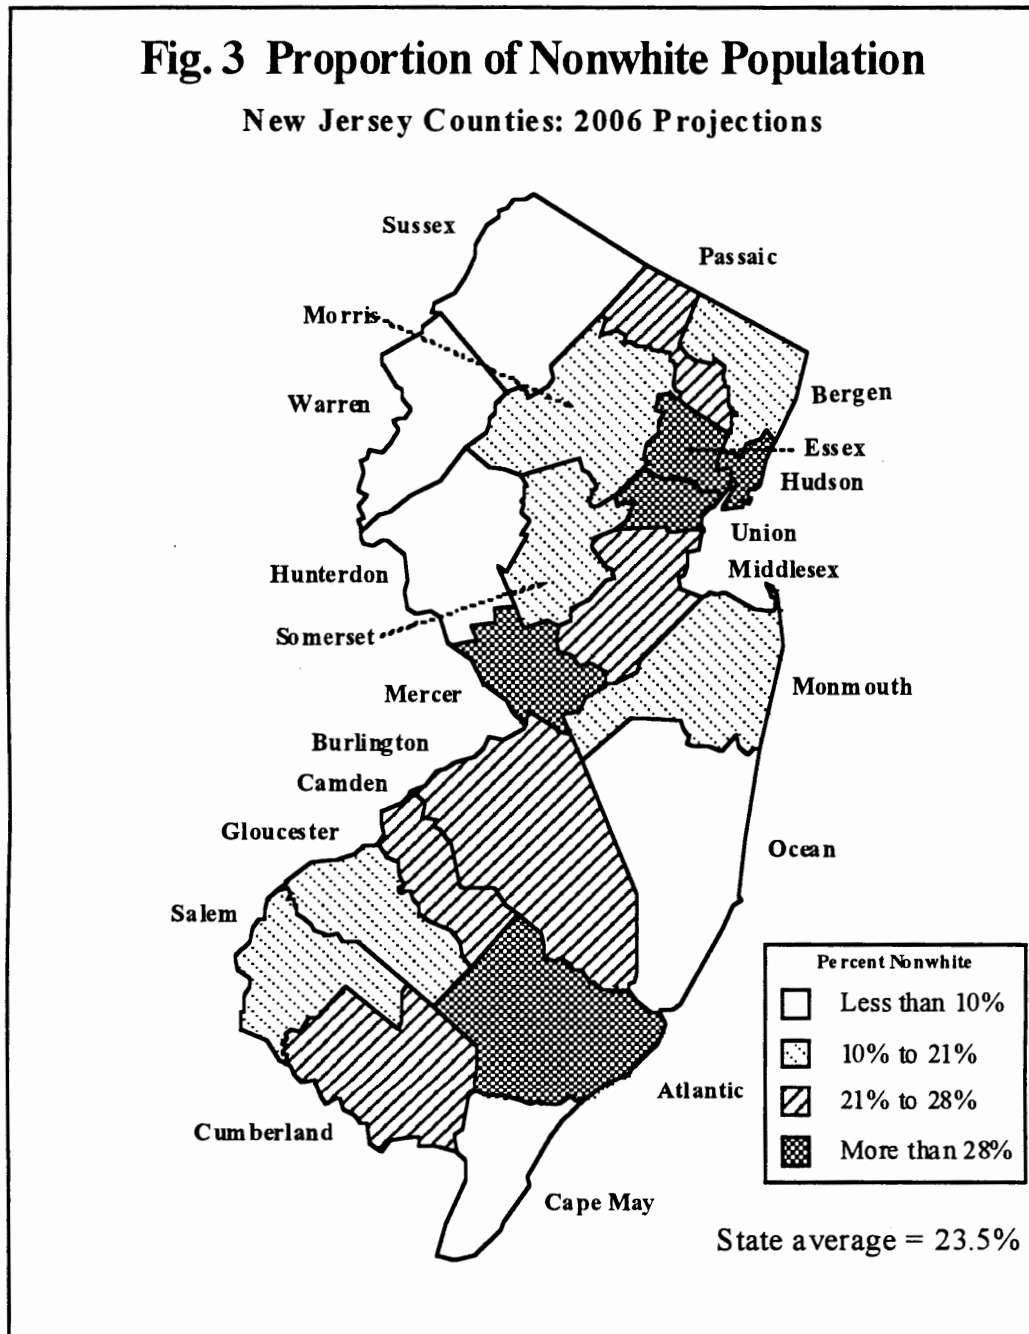 Fig. 3 Proportion of Nonwhite Population
New Jersey Counties: 2006 Projections
Sussex
Passaic
Morris
Warren
Bergen
Essex
Hudson
Union
Middlesex
Hunterdon
Somerset
Mercer
Monmouth
Burlington
Camden
Gloucester
Ocean
Salem
Percent Nonwhite
Less than 10%
10% to 21%
21% to 28%
More than 28%
Atlantic
Cumberland
Cape May
State average = 23.5%